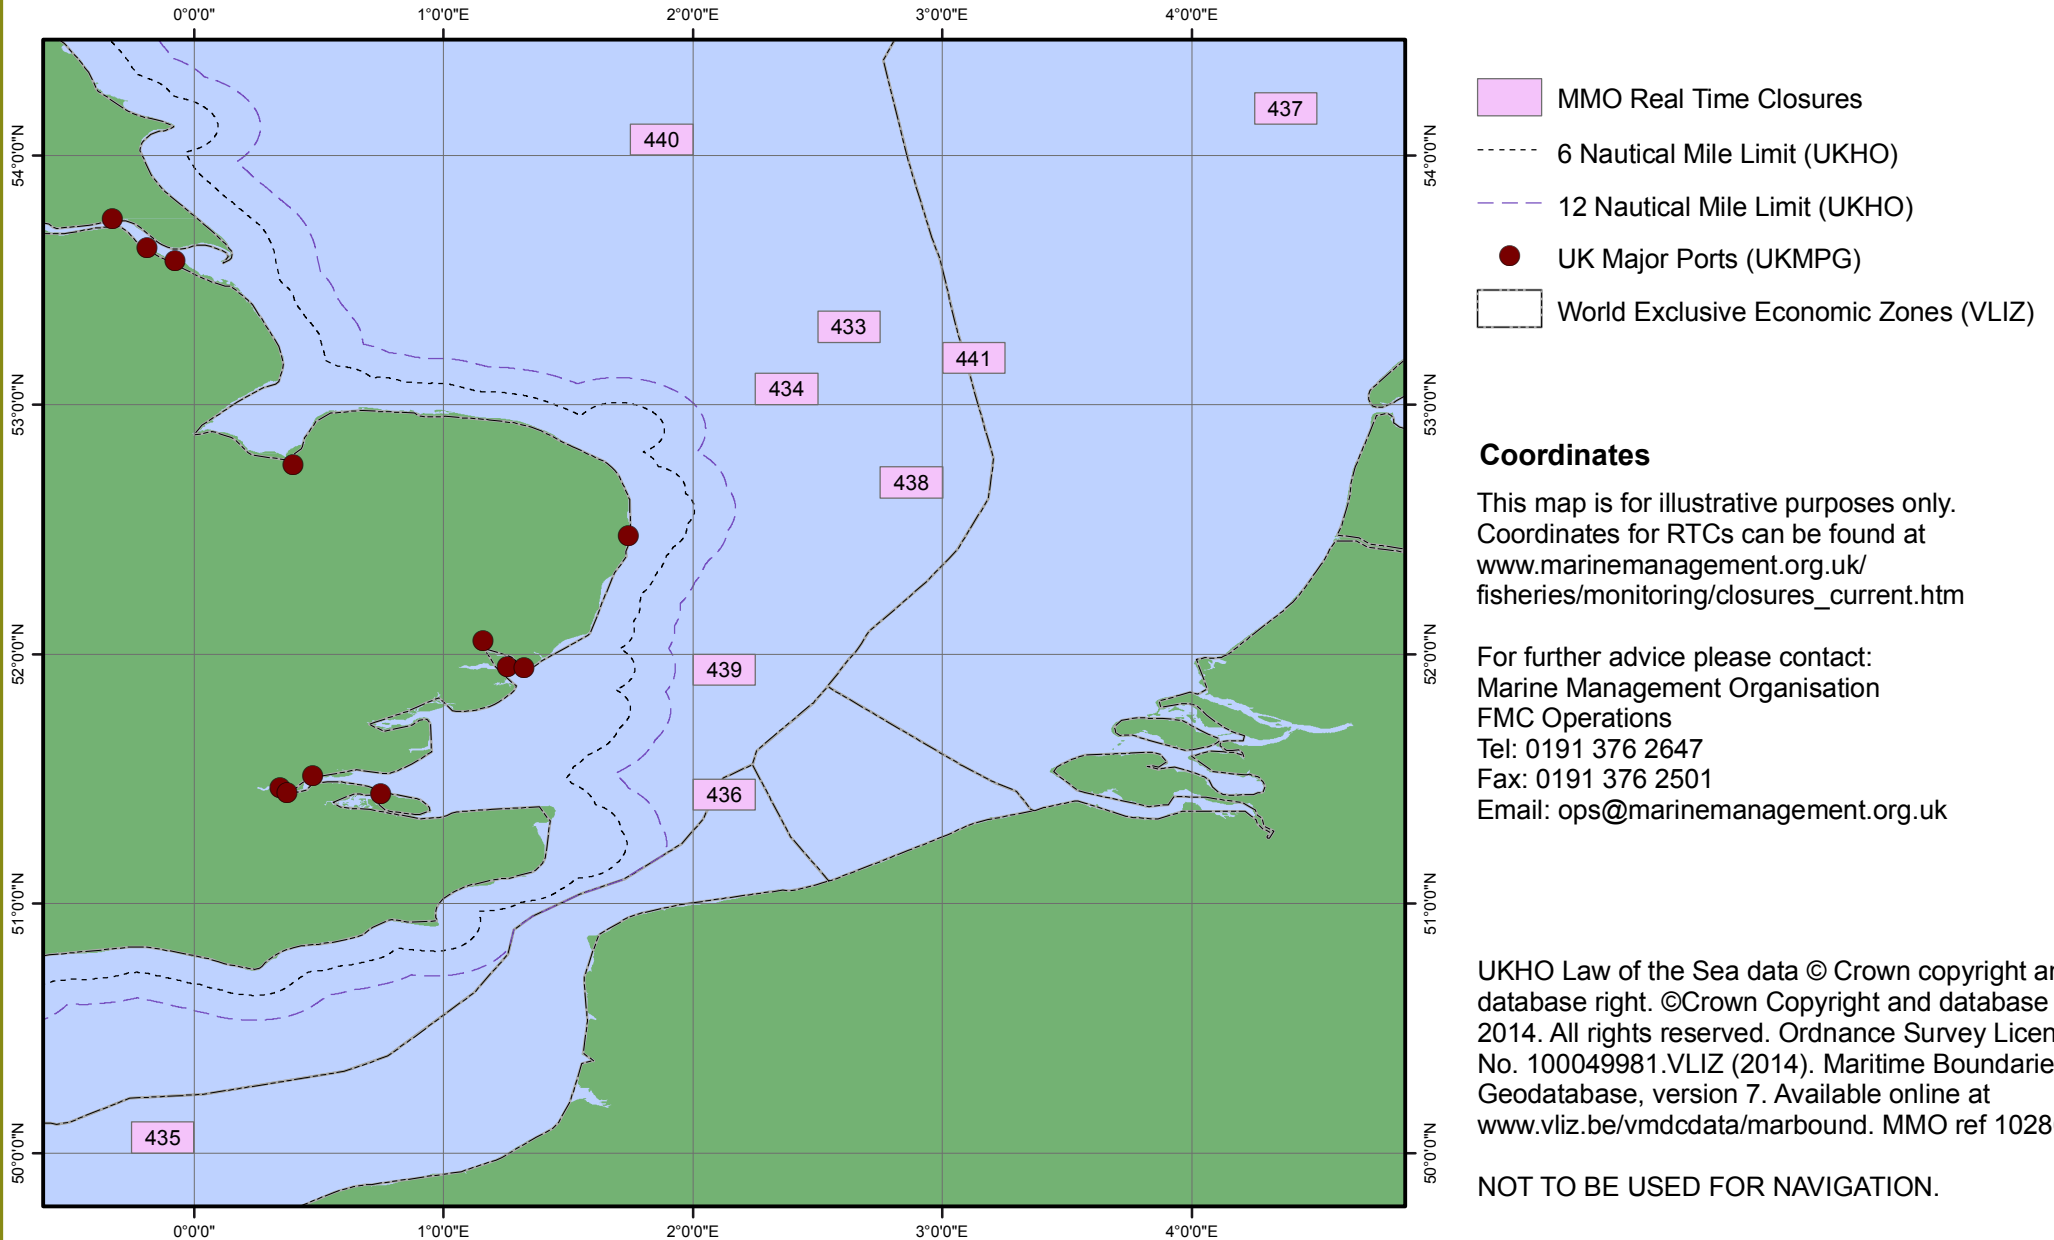 0°0'0" 1°0'0"E 2°0'0"E 3°0'0"E 4°0'0"E
54°0'0"N 54°0'0"N
53°0'0"N 53°0'0"N
52°0'0"N 52°0'0"N
51°0'0"N 51°0'0"N
50°0'0"N 50°0'0"N
437
440
433
441
434
438
439
436
435
0°0'0" 1°0'0"E 2°0'0"E 3°0'0"E 4°0'0"E
MMO Real Time Closures
6 Nautical Mile Limit (UKHO)
12 Nautical Mile Limit (UKHO)
UK Major Ports (UKMPG)
World Exclusive Economic Zones (VLIZ)
Coordinates
This map is for illustrative purposes only.
Coordinates for RTCs can be found at
www.marinemanagement.org.uk/
fisheries/monitoring/closures_current.htm
For further advice please contact:
Marine Management Organisation
FMC Operations
Tel: 0191 376 2647
Fax: 0191 376 2501
Email: ops@marinemanagement.org.uk
UKHO Law of the Sea data © Crown copyright
database right. ©Crown Copyright and database
2014. All rights reserved. Ordnance Survey
No. 100049981.VLIZ (2014). Maritime
Geodatabase, version 7. Available online at
www.vliz.be/vmdcdata/marbound. MMO ref
NOT TO BE USED FOR NAVIGATION.